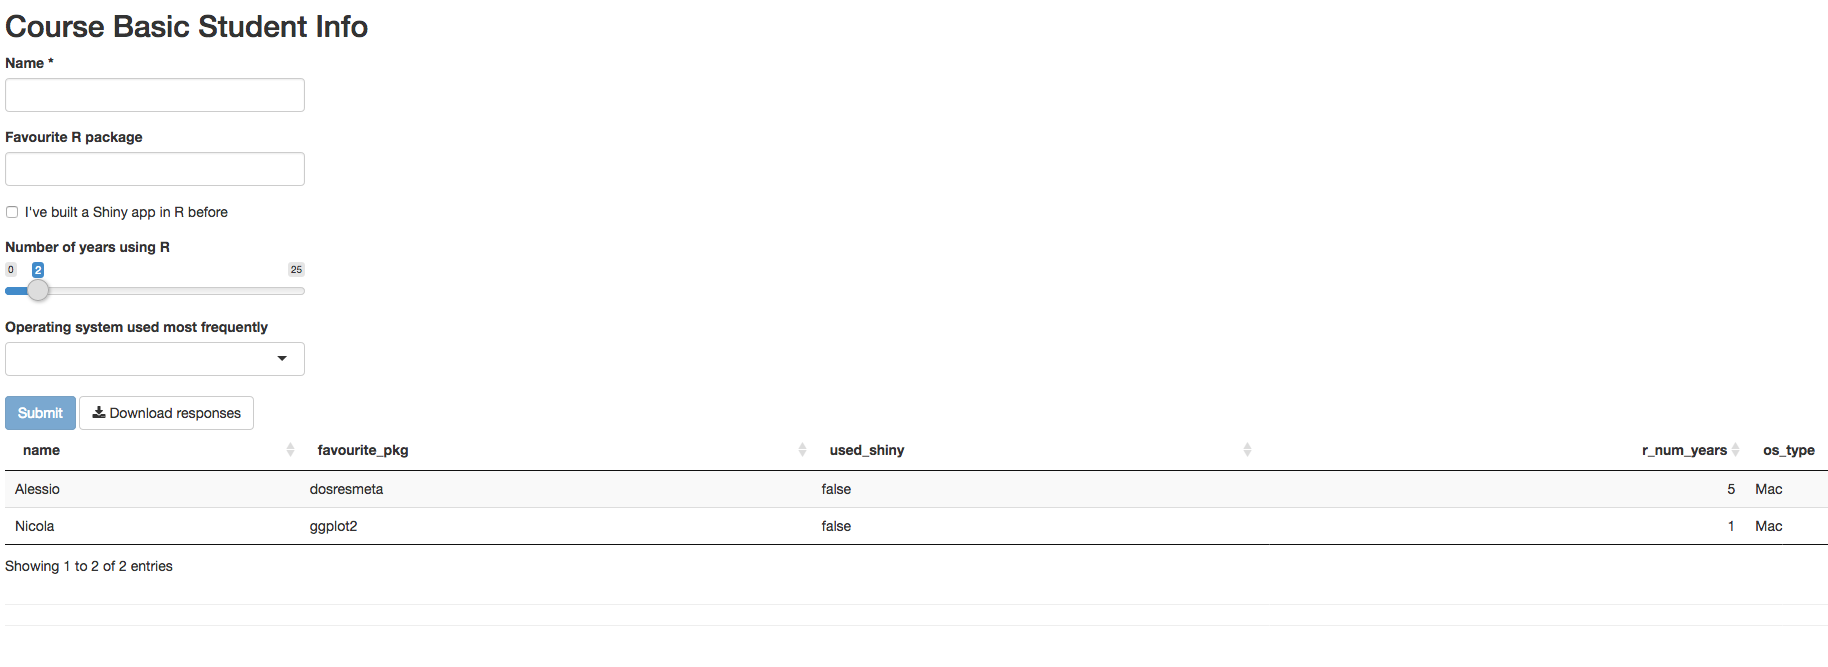 Course Basic Student Info
Name *
Favourite R package
I've built a Shiny app in R before
Number of years using R
0 2 25
Operating system used most frequently
Submit Download responses
name favourite_pkg used_shiny r_num_years os_type
Alessio dosresmeta false 5 Mac
Nicola ggplot2 false 1 Mac
Showing 1 to 2 of 2 entries